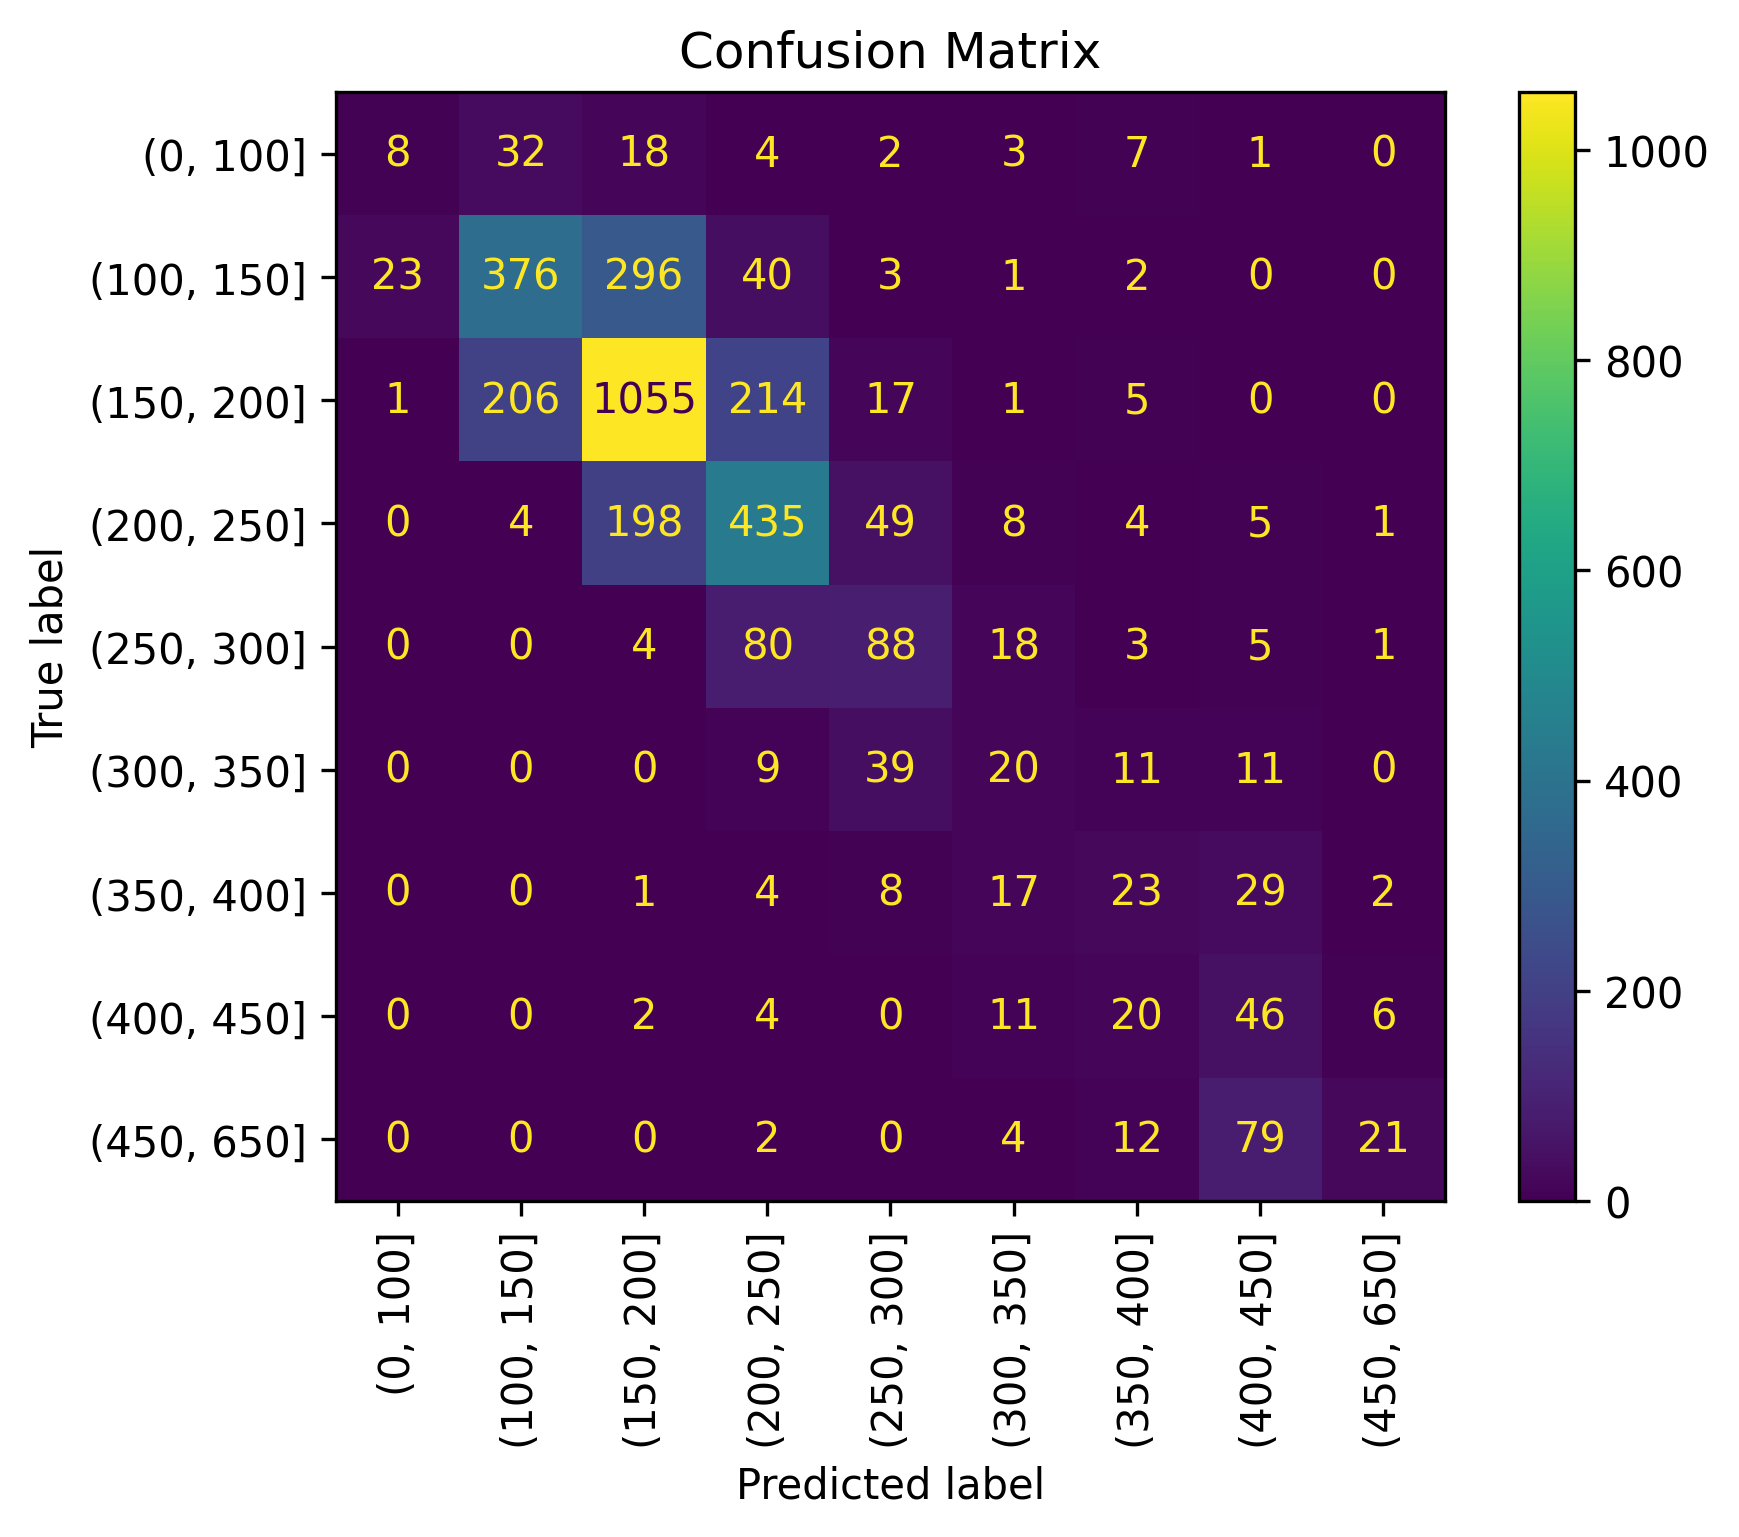 Confusion Matrix
(0, 100] 8 32 18 4 2 3 7 1 0
(100, 150] 23 376 296 40 3 1 2 0 0
(150, 200] 1 206 1055 214 17 1 5 0 0
(200, 250] 0 4 198 435 49 8 4 5 1
(250, 300] 0 0 4 80 88 18 3 5 1
(300, 350] 0 0 0 9 39 20 11 11 0
(350, 400] 0 0 1 4 8 17 23 29 2
(400, 450] 0 0 2 4 0 11 20 46 6
(450, 650] 0 0 0 2 0 4 12 79 21
True label
(0, 100] (100, 150] (150, 200] (200, 250] (250, 300] (300, 350] (350, 400] (400, 450] (450, 650]
Predicted label
1000
800
600
400
200
0